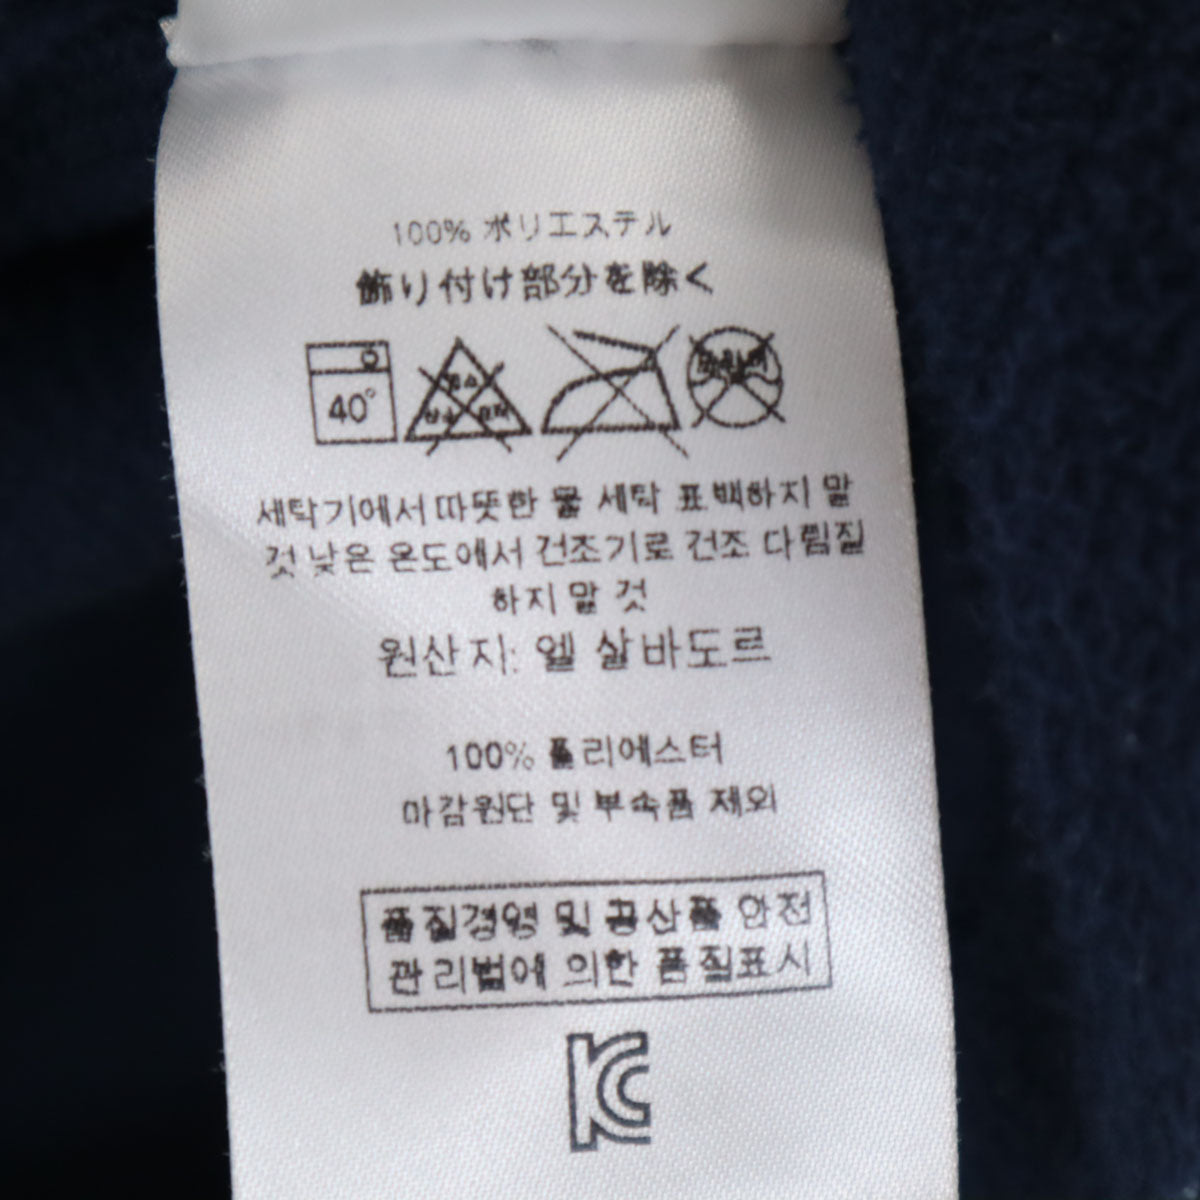 100% ポリエステル
飾り付け部分を除く
40°
세탁기에서 따뜻한 물 세탁 표백하지 말
것 낮은 온도에서 건조기로 건조 다림질
하지 말 것
원산지: 엘 살바도르
100% 폴리에스터
마감원단 및 부속품 제외
품질경영 및 공산품 안전
관리법에 의한 품질표시
KC